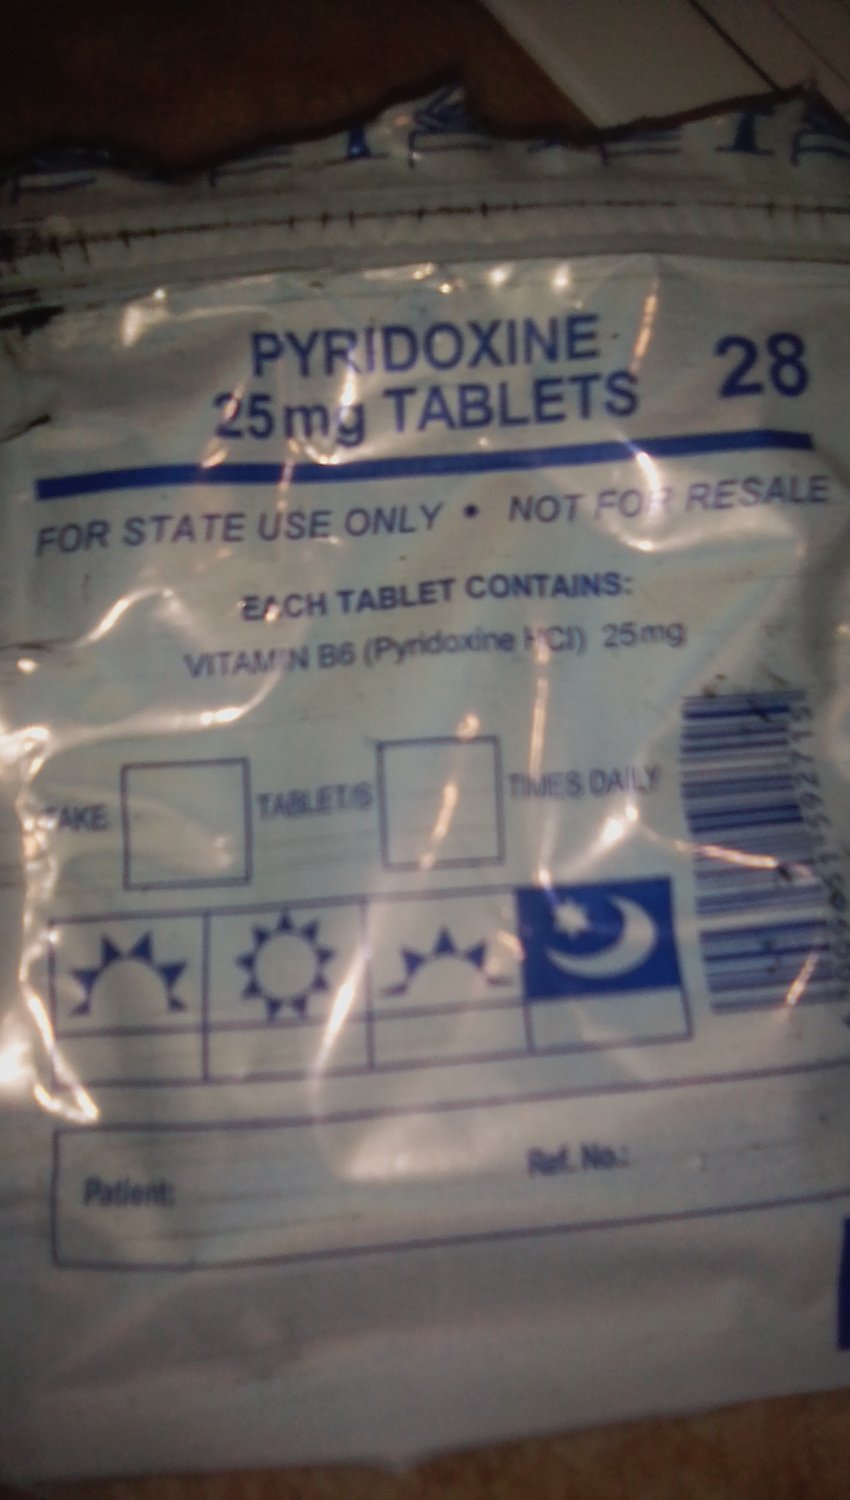 PYRIDOXINE
25mg TABLETS
28
FOR STATE USE ONLY • NOT FOR RESALE
EACH TABLET CONTAINS:
VITAMIN B6 (Pyridoxine HCl) 25mg
TAKE TABLET/S TIMES DAILY
Patient: Ref. No.: